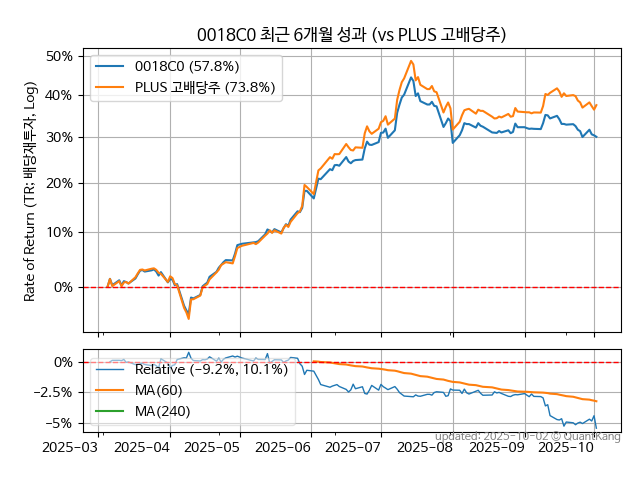 0018C0 최근 6개월 성과 (vs PLUS 고배당주)
Rate of Return (TR: 배당재투자, Log)
50%
40%
30%
20%
10%
0%
0018C0 (57.8%)
PLUS 고배당주 (73.8%)
0%
−2.5%
−5%
Relative (−9.2%, 10.1%)
MA(60)
MA(240)
2025-03 2025-04 2025-05 2025-06 2025-07 2025-08 2025-09 2025-10
updated: 2025-10-02 © QuantKang